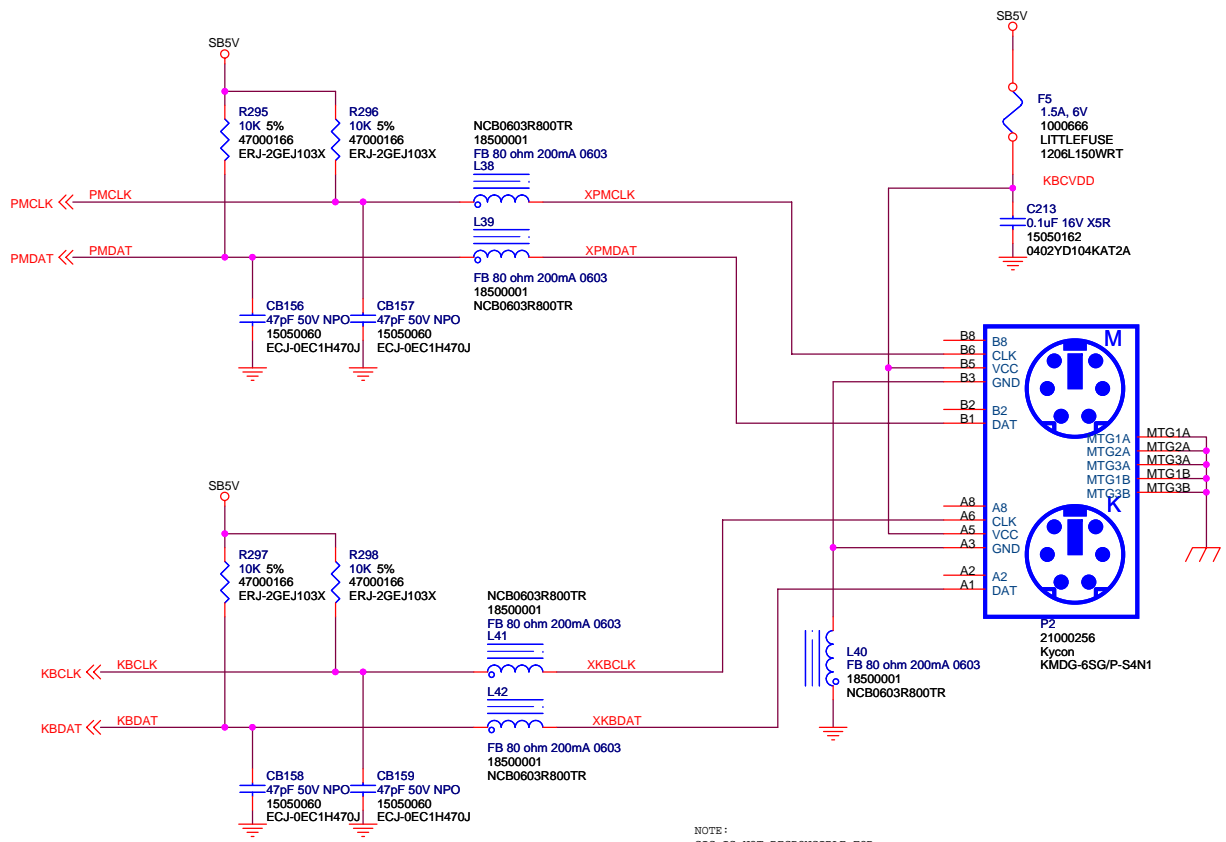 SB5V
SB5V
R295
10K 5%
47000166
ERJ-2GEJ103X
R296
10K 5%
47000166
ERJ-2GEJ103X
NCB0603R800TR
18500001
FB 80 ohm 200mA 0603
L38
F5
1.5A, 6V
1000666
LITTLEFUSE
1206L150WRT
KBCVDD
PMCLK
PMCLK
XPMCLK
C213
0.1uF 16V X5R
15050162
0402YD104KAT2A
L39
PMDAT
PMDAT
XPMDAT
FB 80 ohm 200mA 0603
18500001
NCB0603R800TR
CB156
47pF 50V NPO
15050060
ECJ-0EC1H470J
CB157
47pF 50V NPO
15050060
ECJ-0EC1H470J
B8
B6
B5
B3
B2
B1
B8
CLK
VCC
GND
B2
DAT
M
MTG1A
MTG2A
MTG3A
MTG1B
MTG3B
MTG1A
MTG2A
MTG3A
MTG1B
MTG3B
K
A8
A6
A5
A3
A2
A1
A8
CLK
VCC
GND
A2
DAT
P2
21000256
Kycon
KMDG-6SG/P-S4N1
SB5V
R297
10K 5%
47000166
ERJ-2GEJ103X
R298
10K 5%
47000166
ERJ-2GEJ103X
NCB0603R800TR
18500001
FB 80 ohm 200mA 0603
L41
KBCLK
KBCLK
XKBCLK
L40
FB 80 ohm 200mA 0603
18500001
NCB0603R800TR
L42
KBDAT
KBDAT
XKBDAT
FB 80 ohm 200mA 0603
18500001
NCB0603R800TR
CB158
47pF 50V NPO
15050060
ECJ-0EC1H470J
CB159
47pF 50V NPO
15050060
ECJ-0EC1H470J
NOTE: